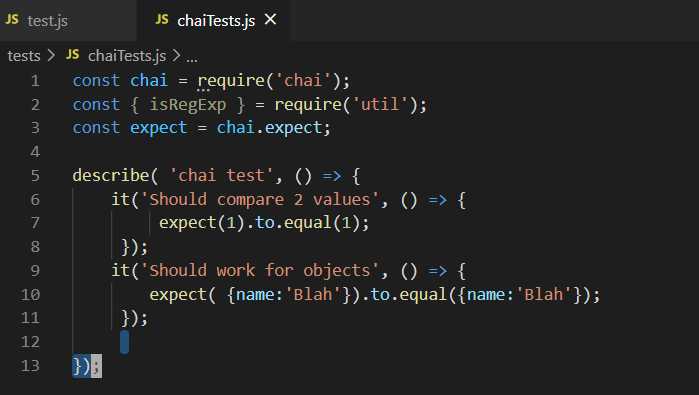 JS test.js JS chaiTests.js ×
tests > JS chaiTests.js > ...
1 const chai = require('chai');
2 const { isRegExp } = require('util');
3 const expect = chai.expect;
4
5 describe( 'chai test', () => {
6 it('Should compare 2 values', () => {
7 expect(1).to.equal(1);
8 });
9 it('Should work for objects', () => {
10 expect( {name:'Blah'}).to.equal({name:'Blah'});
11 });
12
13 });